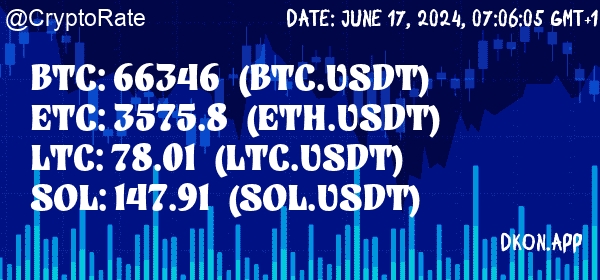 @CryptoRate
DATE: JUNE 17, 2024, 07:06:05 GMT+1
BTC: 66346 (BTC.USDT)
ETC: 3575.8 (ETH.USDT)
LTC: 78.01 (LTC.USDT)
SOL: 147.91 (SOL.USDT)
DKON.APP